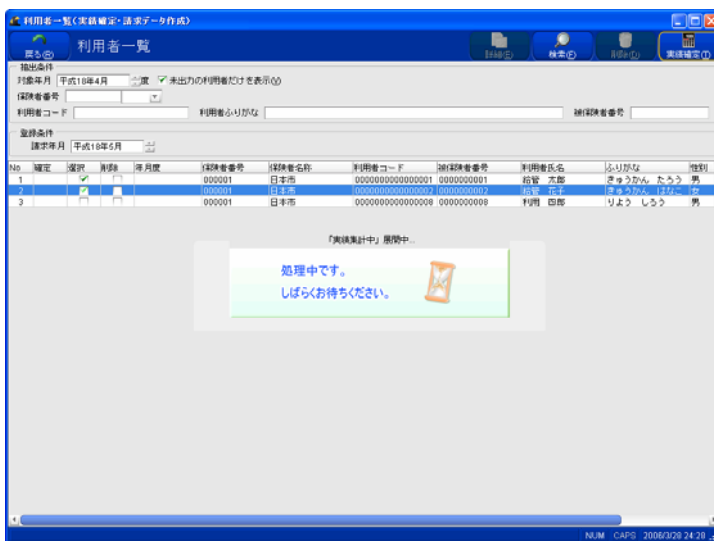 利用者一覧(実績確定・請求データ作成)
戻る(R) 利用者一覧 詳細(E) 検索(F) 削除(D) 実績確定(T)
抽出条件
対象年月 平成18年4月 度 未出力の利用者だけを表示(V)
保険者番号
利用者コード 利用者ふりがな 被保険者番号
登録条件
請求年月 平成18年5月
No 確定 選択 削除 年月度 保険者番号 保険者名称 利用者コード 被保険者番号 利用者氏名 ふりがな 性別
1 000001 日本市 0000000000000001 0000000001 給管 太郎 きゅうかん たろう 男
2 000001 日本市 0000000000000002 0000000002 給管 花子 きゅうかん はなこ 女
3 000001 日本市 0000000000000008 0000000008 利用 四郎 りよう しろう 男
「実績集計中」展開中...
処理中です。
しばらくお待ちください。
NUM CAPS 2006/3/28 24:28